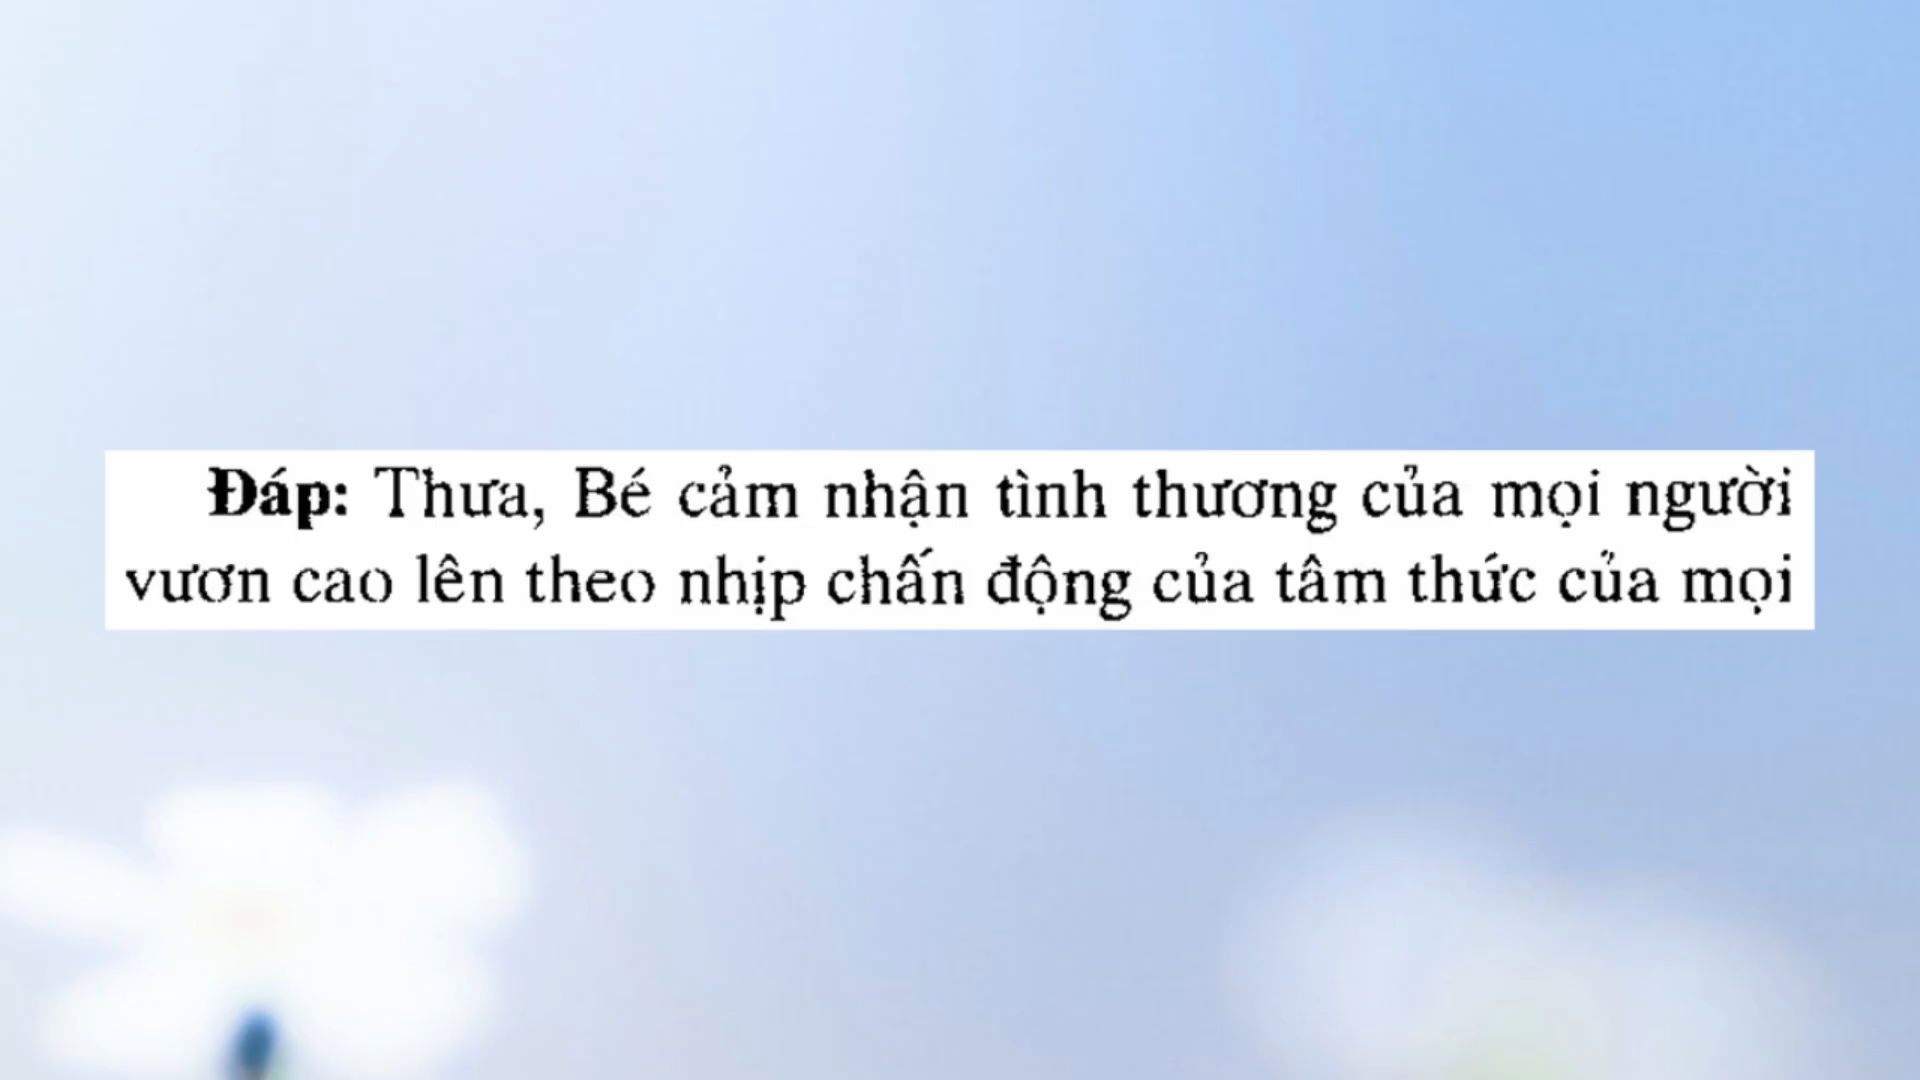 Đáp: Thưa, Bé cảm nhận tình thương của mọi người
vươn cao lên theo nhịp chấn động của tâm thức của mọi